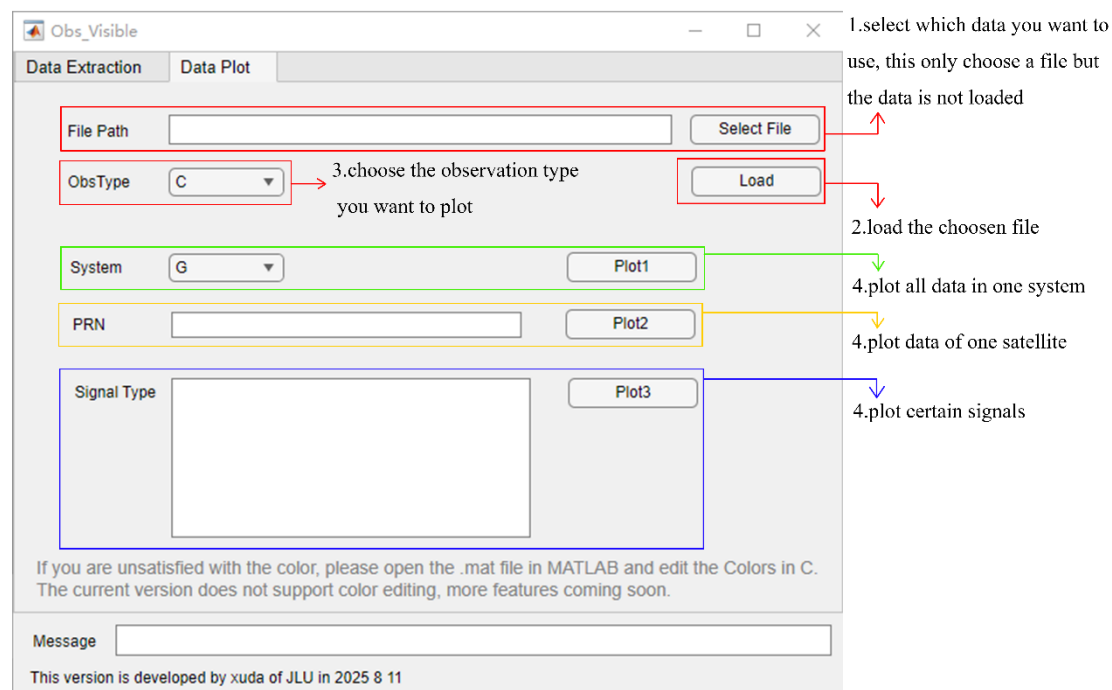 Obs_Visible
1.select which data you want to
use, this only choose a file but
the data is not loaded
Data Extraction
Data Plot
File Path
Select File
ObsType
C
3.choose the observation type
you want to plot
Load
2.load the choosen file
System
G
Plot1
4.plot all data in one system
PRN
Plot2
4.plot data of one satellite
Signal Type
Plot3
4.plot certain signals
If you are unsatisfied with the color, please open the .mat file in MATLAB and edit the Colors in C.
The current version does not support color editing, more features coming soon.
Message
This version is developed by xuda of JLU in 2025 8 11